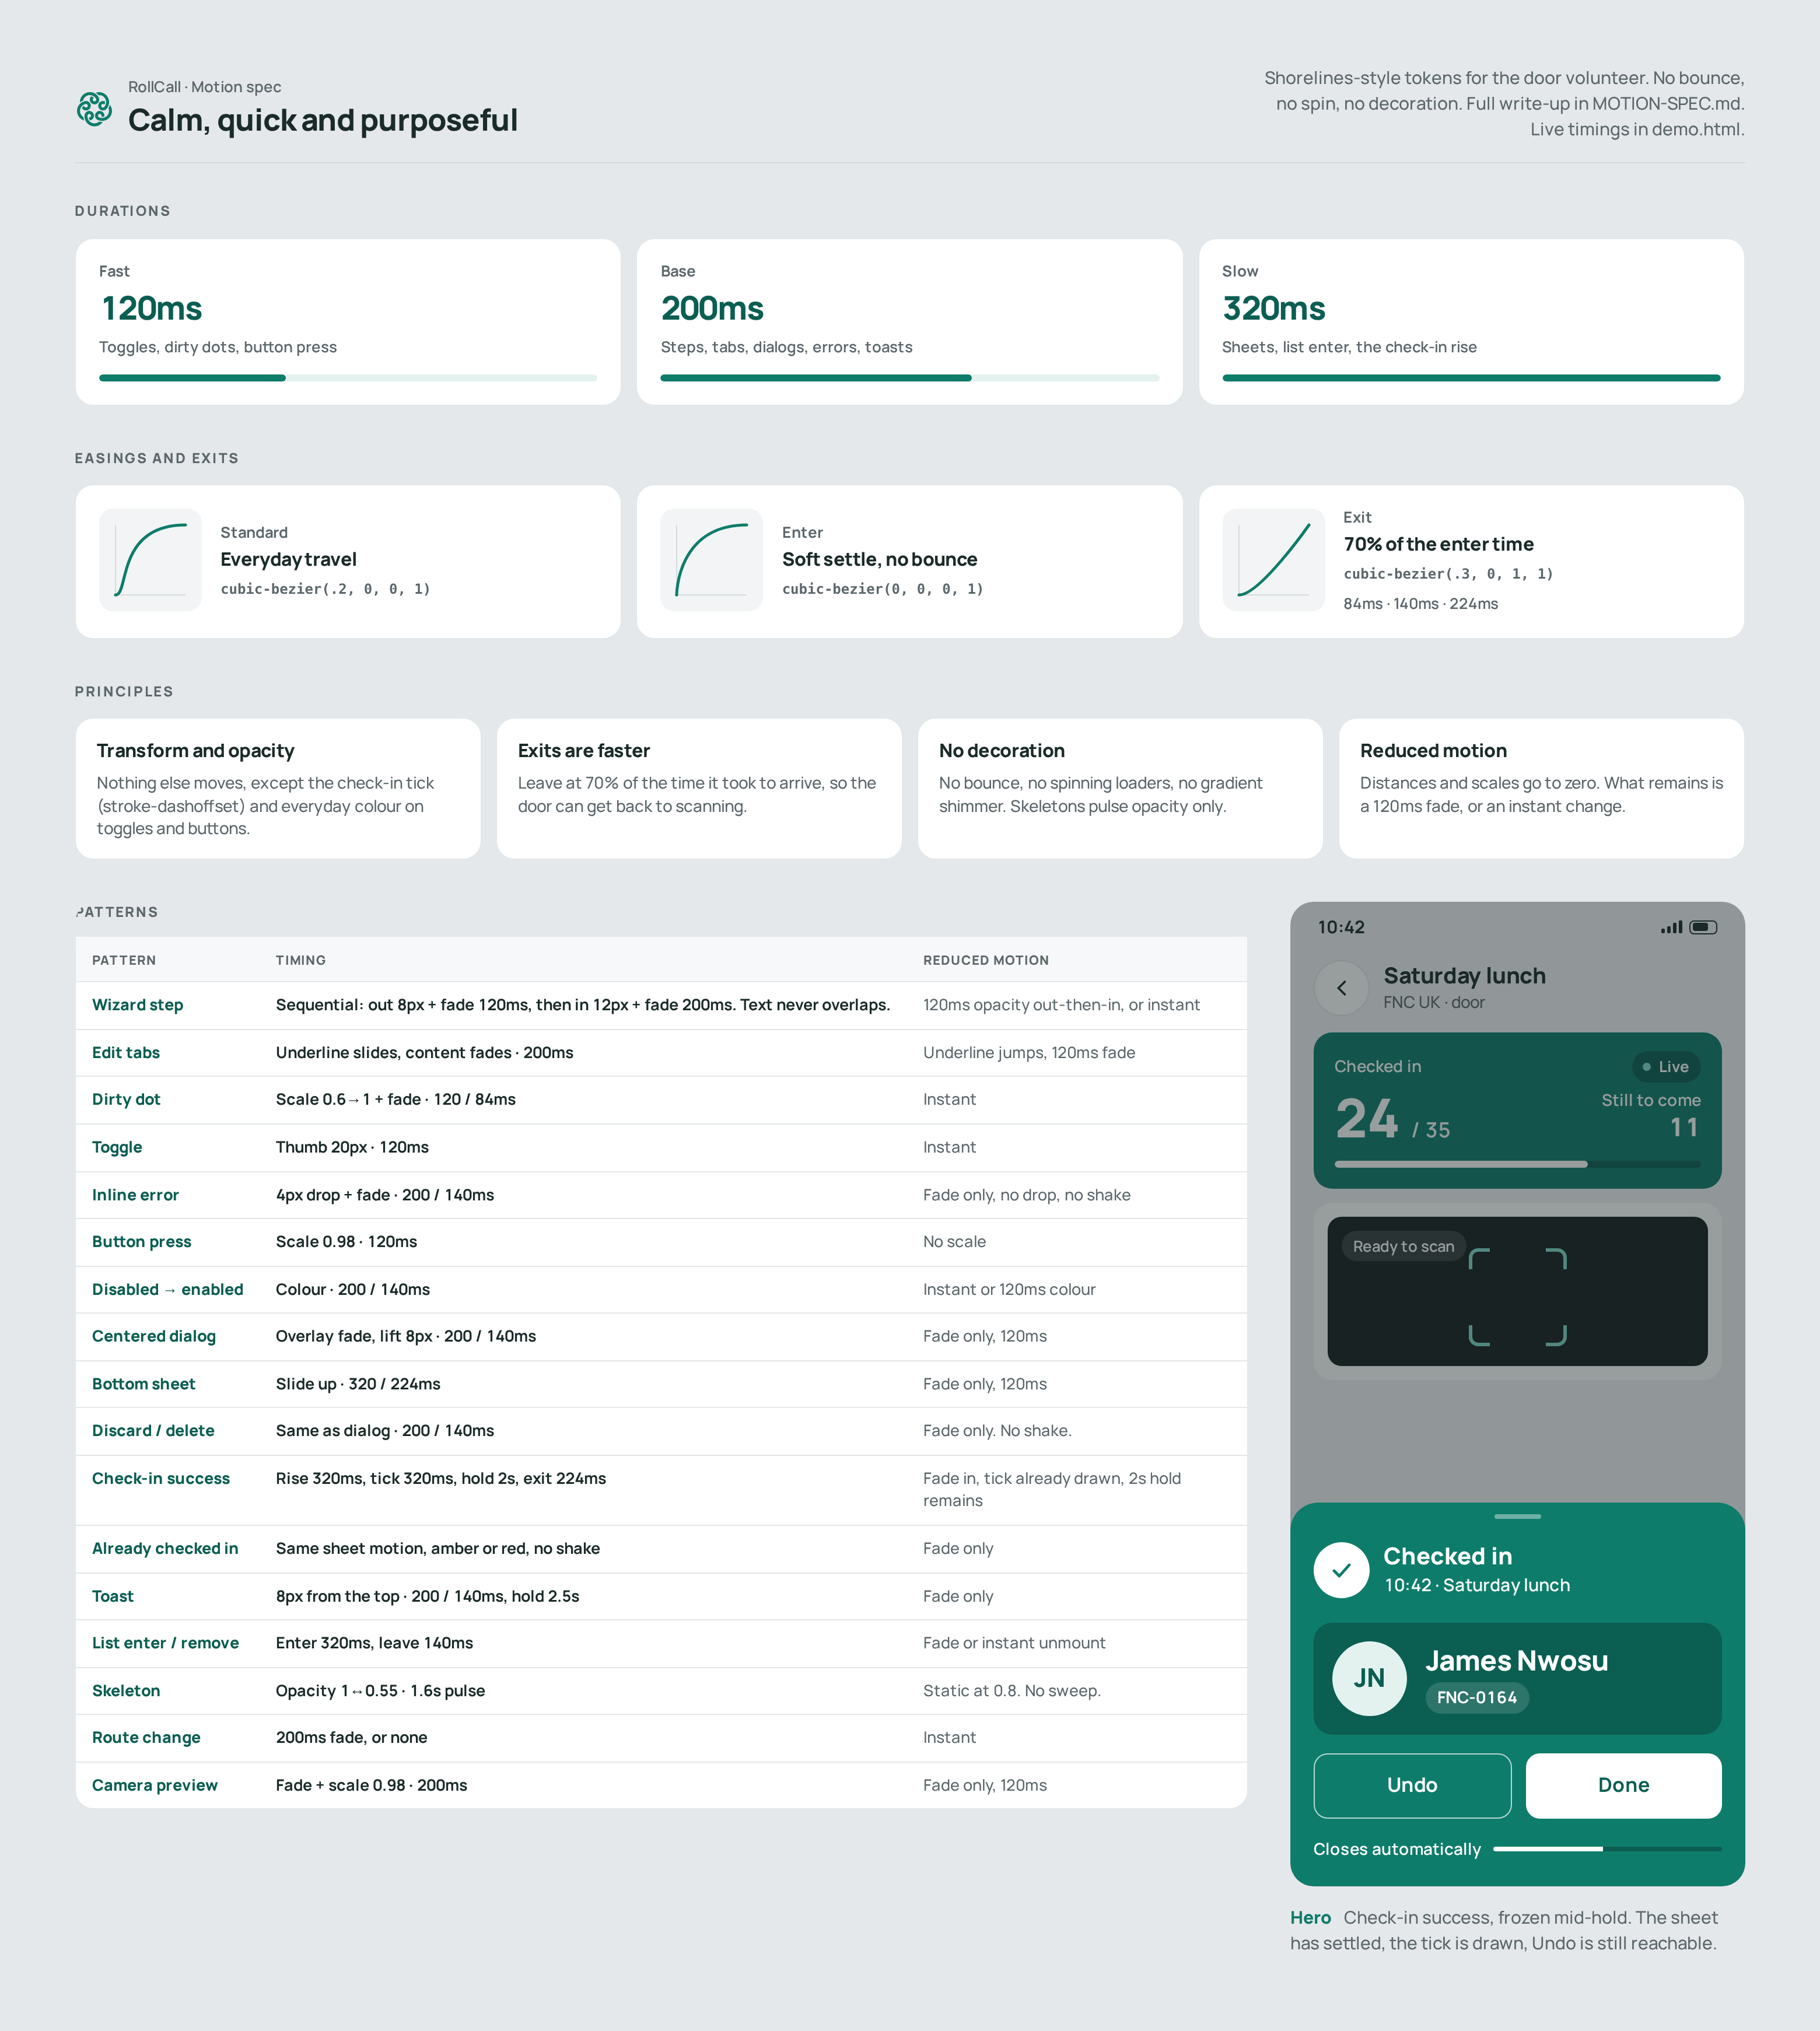 RollCall · Motion spec
Calm, quick and purposeful
Shorelines-style tokens for the door volunteer. No bounce,
no spin, no decoration. Full write-up in MOTION-SPEC.md.
Live timings in demo.html.
DURATIONS
Fast
120ms
Toggles, dirty dots, button press
Base
200ms
Steps, tabs, dialogs, errors, toasts
Slow
320ms
Sheets, list enter, the check-in rise
EASINGS AND EXITS
Standard
Everyday travel
cubic-bezier(.2, 0, 0, 1)
Enter
Soft settle, no bounce
cubic-bezier(0, 0, 0, 1)
Exit
70% of the enter time
cubic-bezier(.3, 0, 1, 1)
84ms · 140ms · 224ms
PRINCIPLES
Transform and opacity
Nothing else moves, except the check-in tick
(stroke-dashoffset) and everyday colour on
toggles and buttons.
Exits are faster
Leave at 70% of the time it took to arrive, so the
door can get back to scanning.
No decoration
No bounce, no spinning loaders, no gradient
shimmer. Skeletons pulse opacity only.
Reduced motion
Distances and scales go to zero. What remains is
a 120ms fade, or an instant change.
PATTERNS
PATTERN TIMING REDUCED MOTION
Wizard step Sequential: out 8px + fade 120ms, then in 12px + fade 200ms. Text never overlaps. 120ms opacity out-then-in, or instant
Edit tabs Underline slides, content fades · 200ms Underline jumps, 120ms fade
Dirty dot Scale 0.6→1 + fade · 120 / 84ms Instant
Toggle Thumb 20px · 120ms Instant
Inline error 4px drop + fade · 200 / 140ms Fade only, no drop, no shake
Button press Scale 0.98 · 120ms No scale
Disabled → enabled Colour · 200 / 140ms Instant or 120ms colour
Centered dialog Overlay fade, lift 8px · 200 / 140ms Fade only, 120ms
Bottom sheet Slide up · 320 / 224ms Fade only, 120ms
Discard / delete Same as dialog · 200 / 140ms Fade only. No shake.
Check-in success Rise 320ms, tick 320ms, hold 2s, exit 224ms Fade in, tick already drawn, 2s hold
remains
Already checked in Same sheet motion, amber or red, no shake Fade only
Toast 8px from the top · 200 / 140ms, hold 2.5s Fade only
List enter / remove Enter 320ms, leave 140ms Fade or instant unmount
Skeleton Opacity 1↔0.55 · 1.6s pulse Static at 0.8. No sweep.
Route change 200ms fade, or none Instant
Camera preview Fade + scale 0.98 · 200ms Fade only, 120ms
10:42
Saturday lunch
FNC UK · door
Checked in
Live
24 / 35
Still to come
11
Ready to scan
Checked in
10:42 · Saturday lunch
JN
James Nwosu
FNC-0164
Undo
Done
Closes automatically
Hero Check-in success, frozen mid-hold. The sheet
has settled, the tick is drawn, Undo is still reachable.